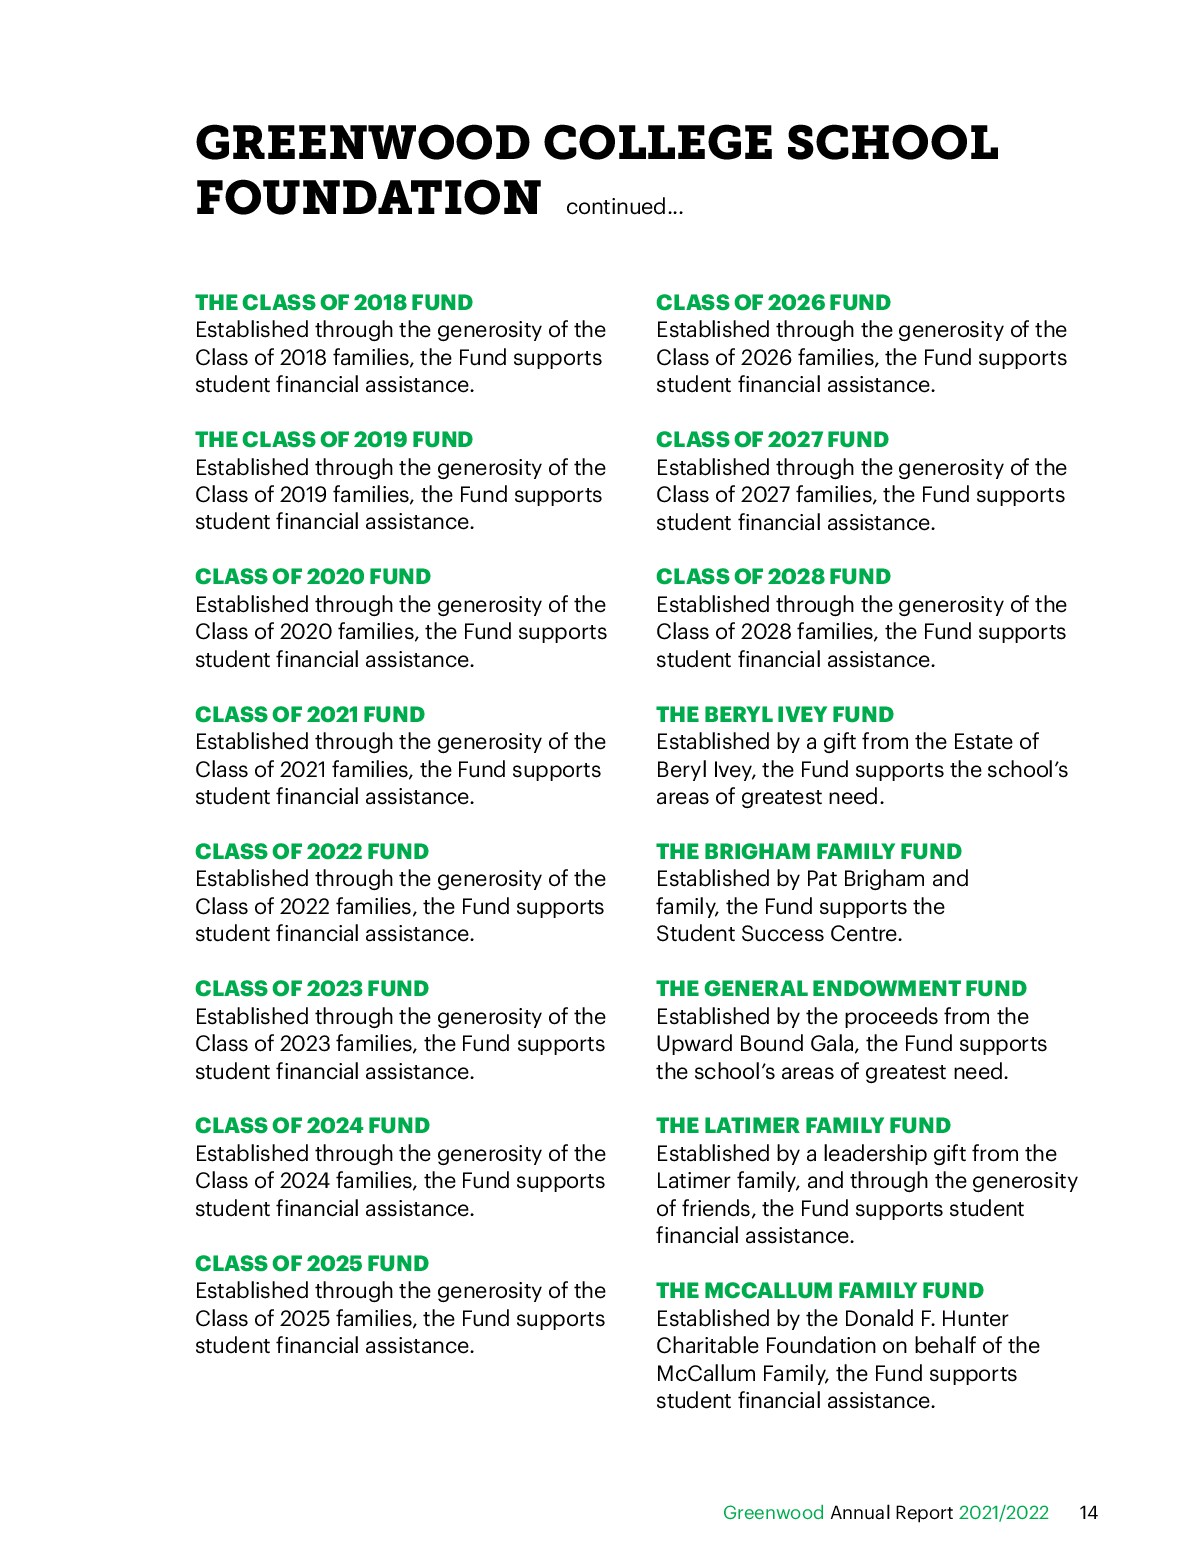 GREENWOOD COLLEGE SCHOOL
FOUNDATION continued...
THE CLASS OF 2018 FUND
Established through the generosity of the
Class of 2018 families, the Fund supports
student financial assistance.
THE CLASS OF 2019 FUND
Established through the generosity of the
Class of 2019 families, the Fund supports
student financial assistance.
CLASS OF 2020 FUND
Established through the generosity of the
Class of 2020 families, the Fund supports
student financial assistance.
CLASS OF 2021 FUND
Established through the generosity of the
Class of 2021 families, the Fund supports
student financial assistance.
CLASS OF 2022 FUND
Established through the generosity of the
Class of 2022 families, the Fund supports
student financial assistance.
CLASS OF 2023 FUND
Established through the generosity of the
Class of 2023 families, the Fund supports
student financial assistance.
CLASS OF 2024 FUND
Established through the generosity of the
Class of 2024 families, the Fund supports
student financial assistance.
CLASS OF 2025 FUND
Established through the generosity of the
Class of 2025 families, the Fund supports
student financial assistance.
CLASS OF 2026 FUND
Established through the generosity of the
Class of 2026 families, the Fund supports
student financial assistance.
CLASS OF 2027 FUND
Established through the generosity of the
Class of 2027 families, the Fund supports
student financial assistance.
CLASS OF 2028 FUND
Established through the generosity of the
Class of 2028 families, the Fund supports
student financial assistance.
THE BERYL IVEY FUND
Established by a gift from the Estate of
Beryl Ivey, the Fund supports the school’s
areas of greatest need.
THE BRIGHAM FAMILY FUND
Established by Pat Brigham and
family, the Fund supports the
Student Success Centre.
THE GENERAL ENDOWMENT FUND
Established by the proceeds from the
Upward Bound Gala, the Fund supports
the school’s areas of greatest need.
THE LATIMER FAMILY FUND
Established by a leadership gift from the
Latimer family, and through the generosity
of friends, the Fund supports student
financial assistance.
THE MCCALLUM FAMILY FUND
Established by the Donald F. Hunter
Charitable Foundation on behalf of the
McCallum Family, the Fund supports
student financial assistance.
Greenwood Annual Report 2021/2022 14